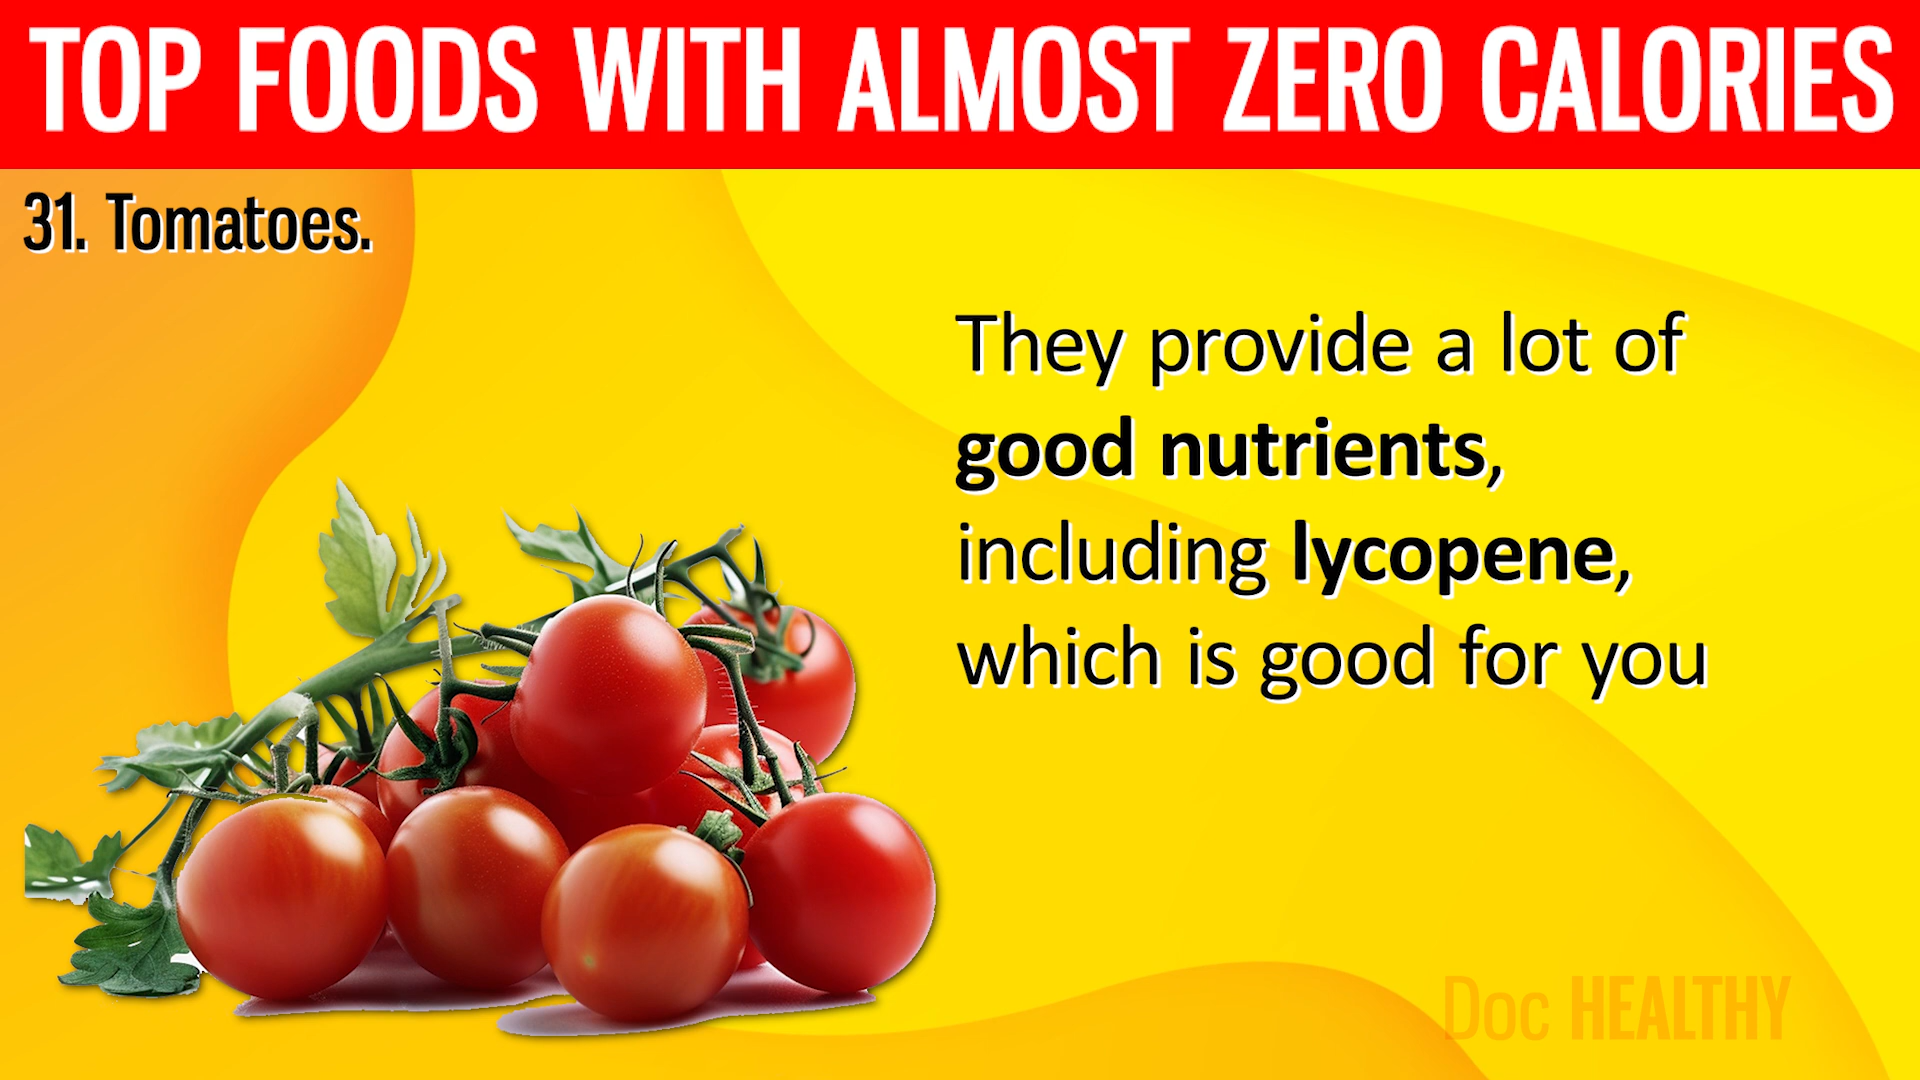 TOP FOODS WITH ALMOST ZERO CALORIES
31. Tomatoes.
They provide a lot of
good nutrients,
including lycopene,
which is good for you
Doc HEALTHY